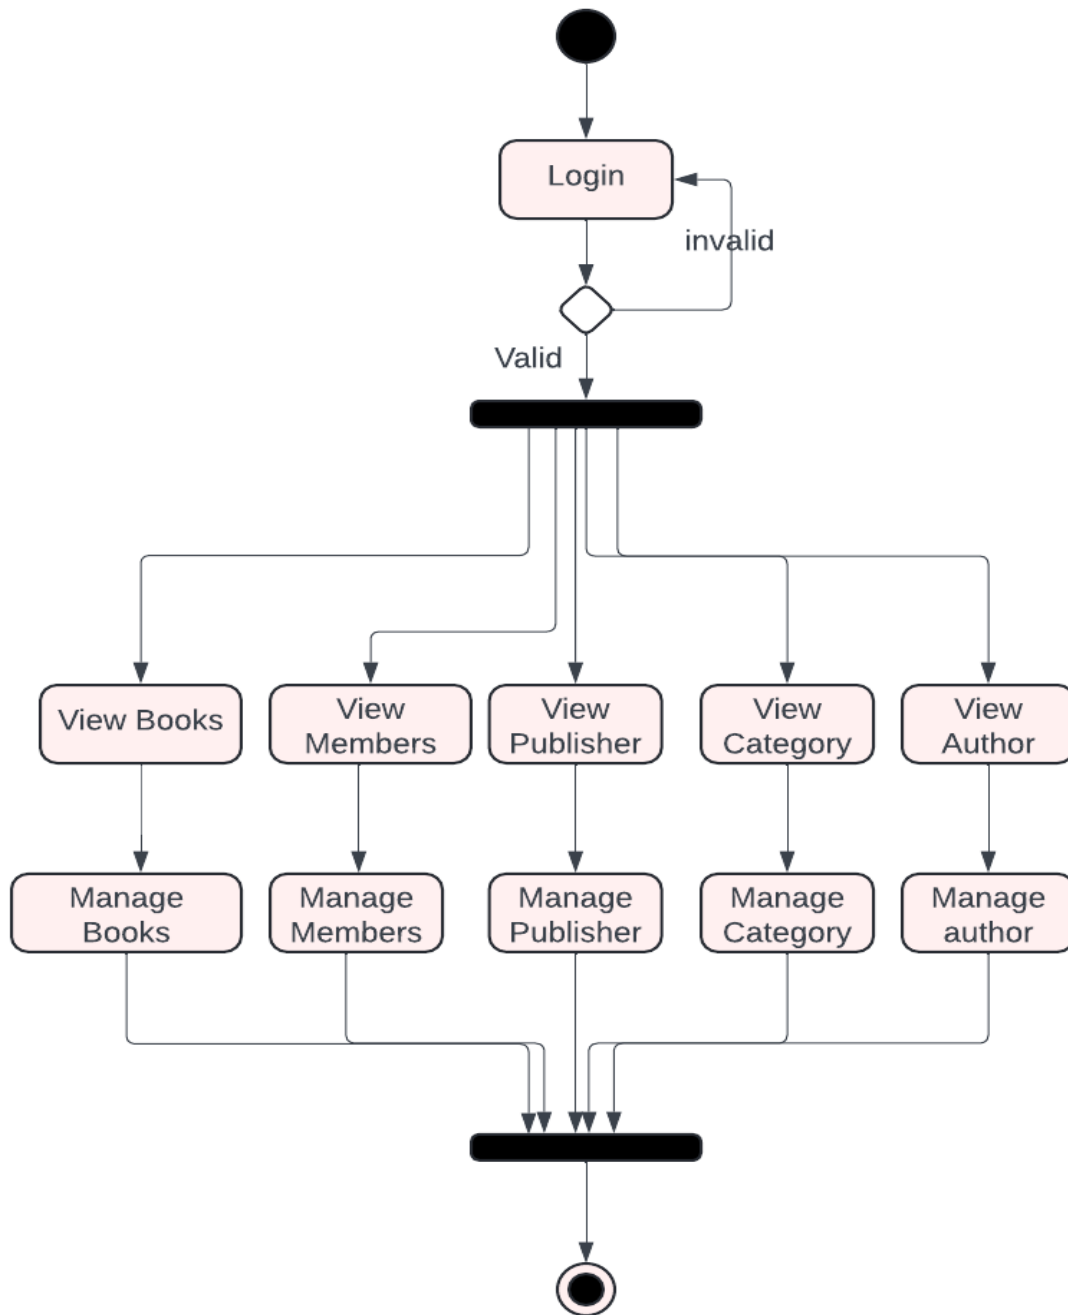 Login
invalid
Valid
View Books
View
Members
View
Publisher
View
Category
View
Author
Manage
Books
Manage
Members
Manage
Publisher
Manage
Category
Manage
author